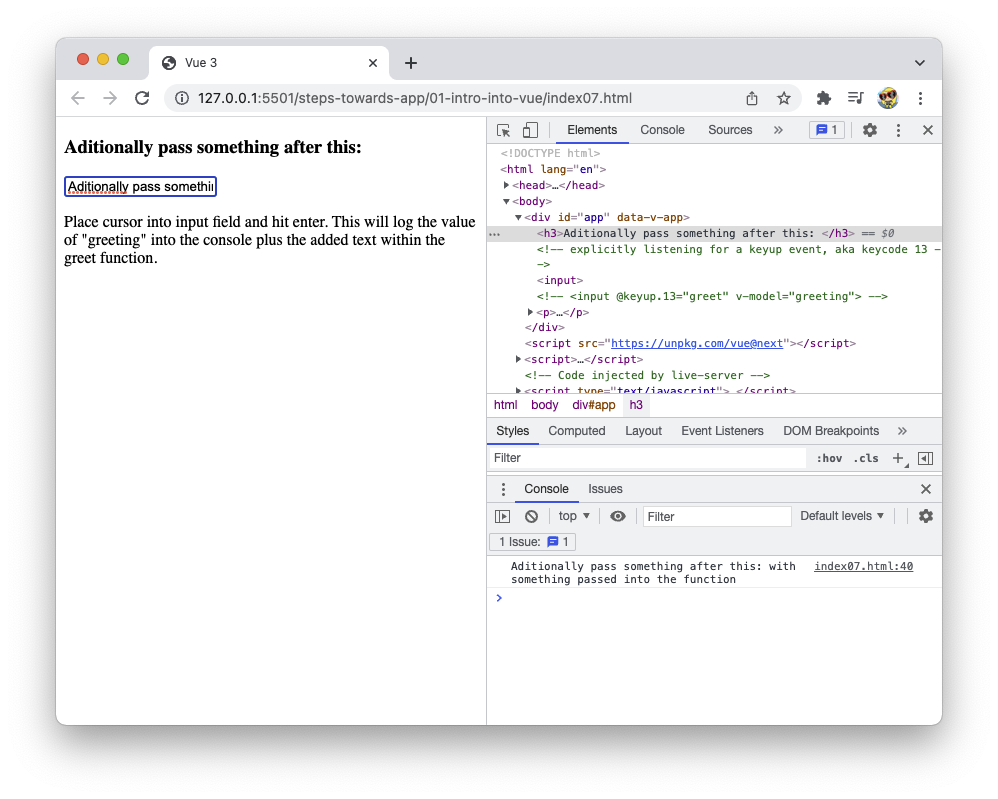 Vue 3
127.0.0.1:5501/steps-towards-app/01-intro-into-vue/index07.html
Aditionally pass something after this:
Aditionally pass somethin
Place cursor into input field and hit enter. This will log the value
of "greeting" into the console plus the added text within the
greet function.
Elements Console Sources » 1
<!DOCTYPE html>
<html lang="en">
<head>…</head>
<body>
<div id="app" data-v-app>
<h3>Aditionally pass something after this: </h3> == $0
<!-- explicitly listening for a keyup event, aka keycode 13 -
->
<input>
<!-- <input @keyup.13="greet" v-model="greeting"> -->
<p>…</p>
</div>
<script src="https://unpkg.com/vue@next"></script>
<script>…</script>
<!-- Code injected by live-server -->
<script type="text/javascript"> </script>
html body div#app h3
Styles Computed Layout Event Listeners DOM Breakpoints »
Filter :hov .cls +
Console Issues
top Filter Default levels
1 Issue: 1
Aditionally pass something after this: with index07.html:40
something passed into the function
>